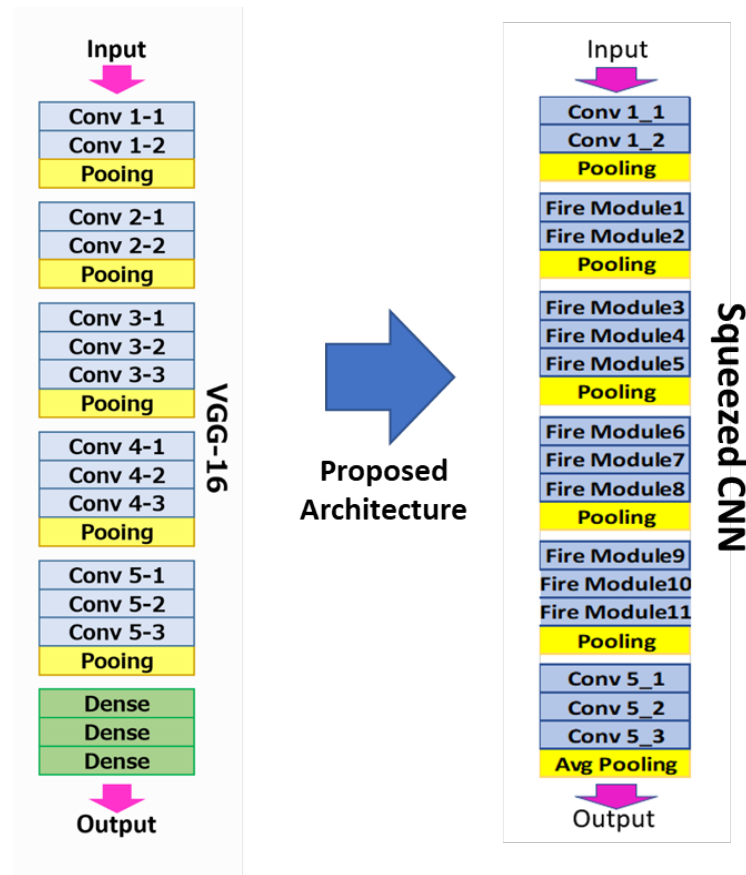 Input
Conv 1-1
Conv 1-2
Pooing
Conv 2-1
Conv 2-2
Pooing
Conv 3-1
Conv 3-2
Conv 3-3
Pooing
Conv 4-1
Conv 4-2
Conv 4-3
Pooing
Conv 5-1
Conv 5-2
Conv 5-3
Pooing
Dense
Dense
Dense
Output
VGG-16
Proposed
Architecture
Input
Conv 1_1
Conv 1_2
Pooling
Fire Module1
Fire Module2
Pooling
Fire Module3
Fire Module4
Fire Module5
Pooling
Fire Module6
Fire Module7
Fire Module8
Pooling
Fire Module9
Fire Module10
Fire Module11
Pooling
Conv 5_1
Conv 5_2
Conv 5_3
Avg Pooling
Output
Squeezed CNN